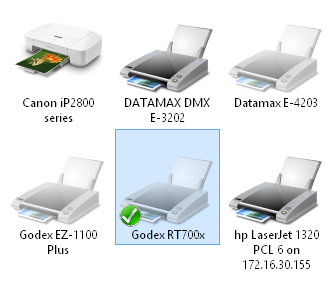 Canon iP2800
series
DATAMAX DMX
E-3202
Datamax E-4203
Godex EZ-1100
Plus
Godex RT700x
hp LaserJet 1320
PCL 6 on
172.16.30.155